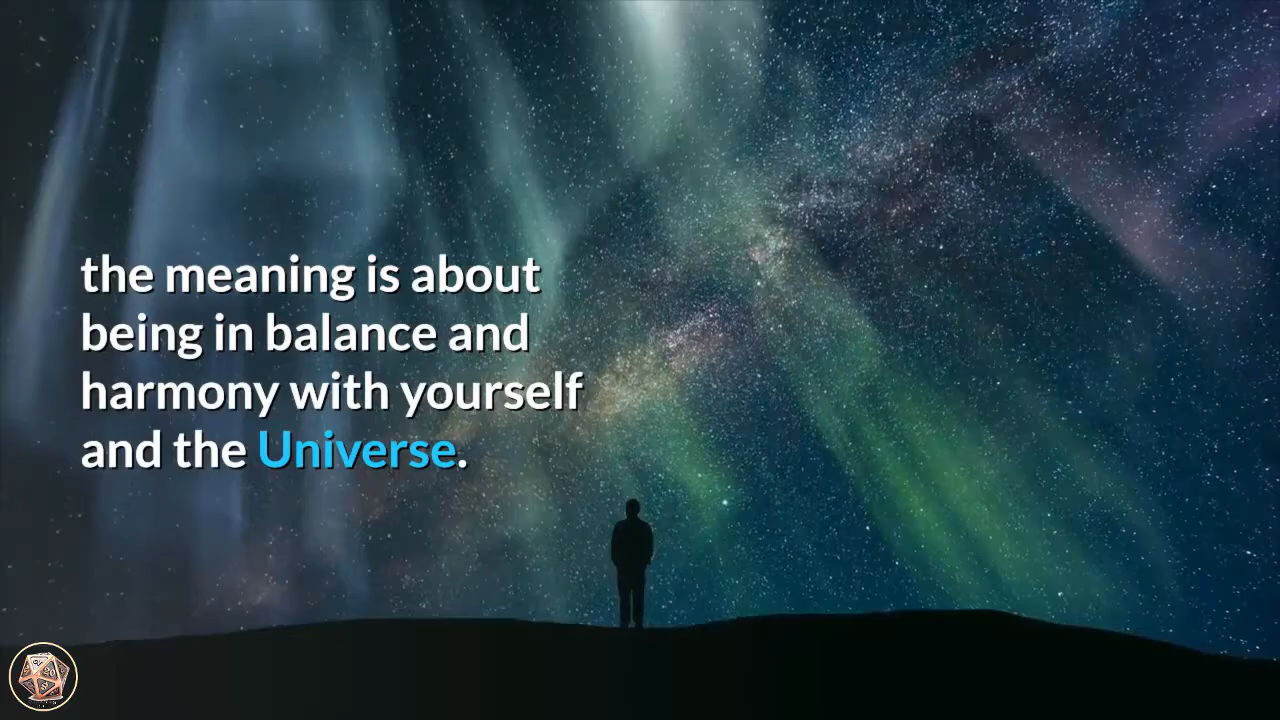 the meaning is about
being in balance and
harmony with yourself
and the Universe.